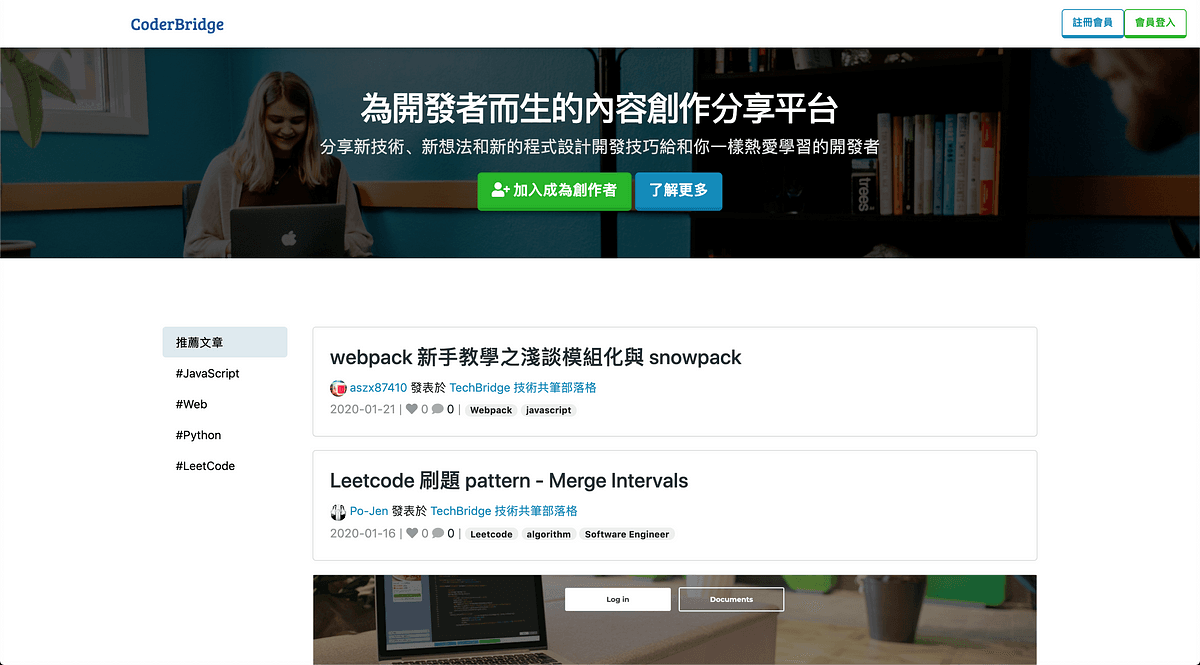 CoderBridge
註冊會員
會員登入
為開發者而生的內容創作分享平台
分享新技術、新想法和新的程式設計開發技巧給和你一樣熱愛學習的開發者
加入成為創作者
了解更多
trees
推薦文章
#JavaScript
#Web
#Python
#LeetCode
webpack 新手教學之淺談模組化與 snowpack
aszx87410 發表於 TechBridge 技術共筆部落格
2020-01-21 | 0 0 | Webpack javascript
Leetcode 刷題 pattern - Merge Intervals
Po-Jen 發表於 TechBridge 技術共筆部落格
2020-01-16 | 0 0 | Leetcode algorithm Software Engineer
Log in
Documents